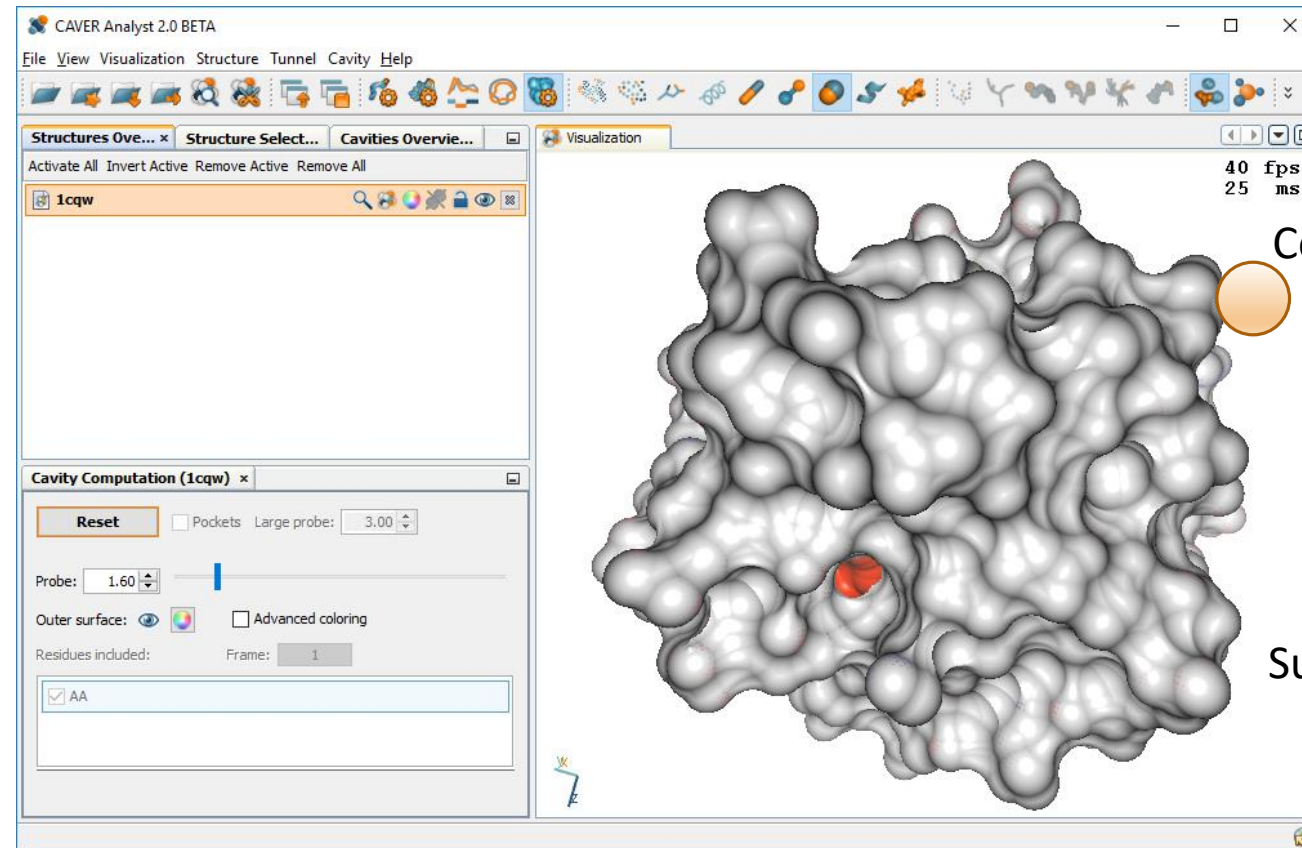 CAVER Analyst 2.0 BETA
File View Visualization Structure Tunnel Cavity Help
Structures Ove... × Structure Select... Cavities Overvie...
Visualization
Activate All Invert Active Remove Active Remove All
1cqw
40 fps
25 ms
Cavity Computation (1cqw) ×
Reset Pockets Large probe: 3.00
Probe: 1.60
Outer surface: Advanced coloring
Residues included: Frame: 1
AA
X
Z
Su